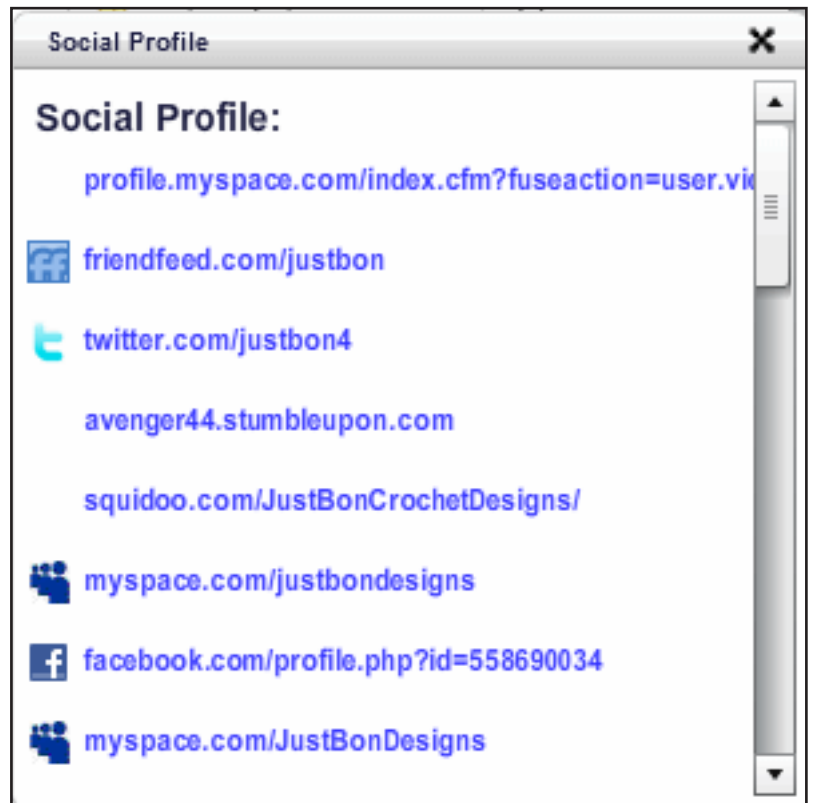 Social Profile
Social Profile:
profile.myspace.com/index.cfm?fuseaction=user.vie
friendfeed.com/justbon
twitter.com/justbon4
avenger44.stumbleupon.com
squidoo.com/JustBonCrochetDesigns/
myspace.com/justbondesigns
facebook.com/profile.php?id=558690034
myspace.com/JustBonDesigns